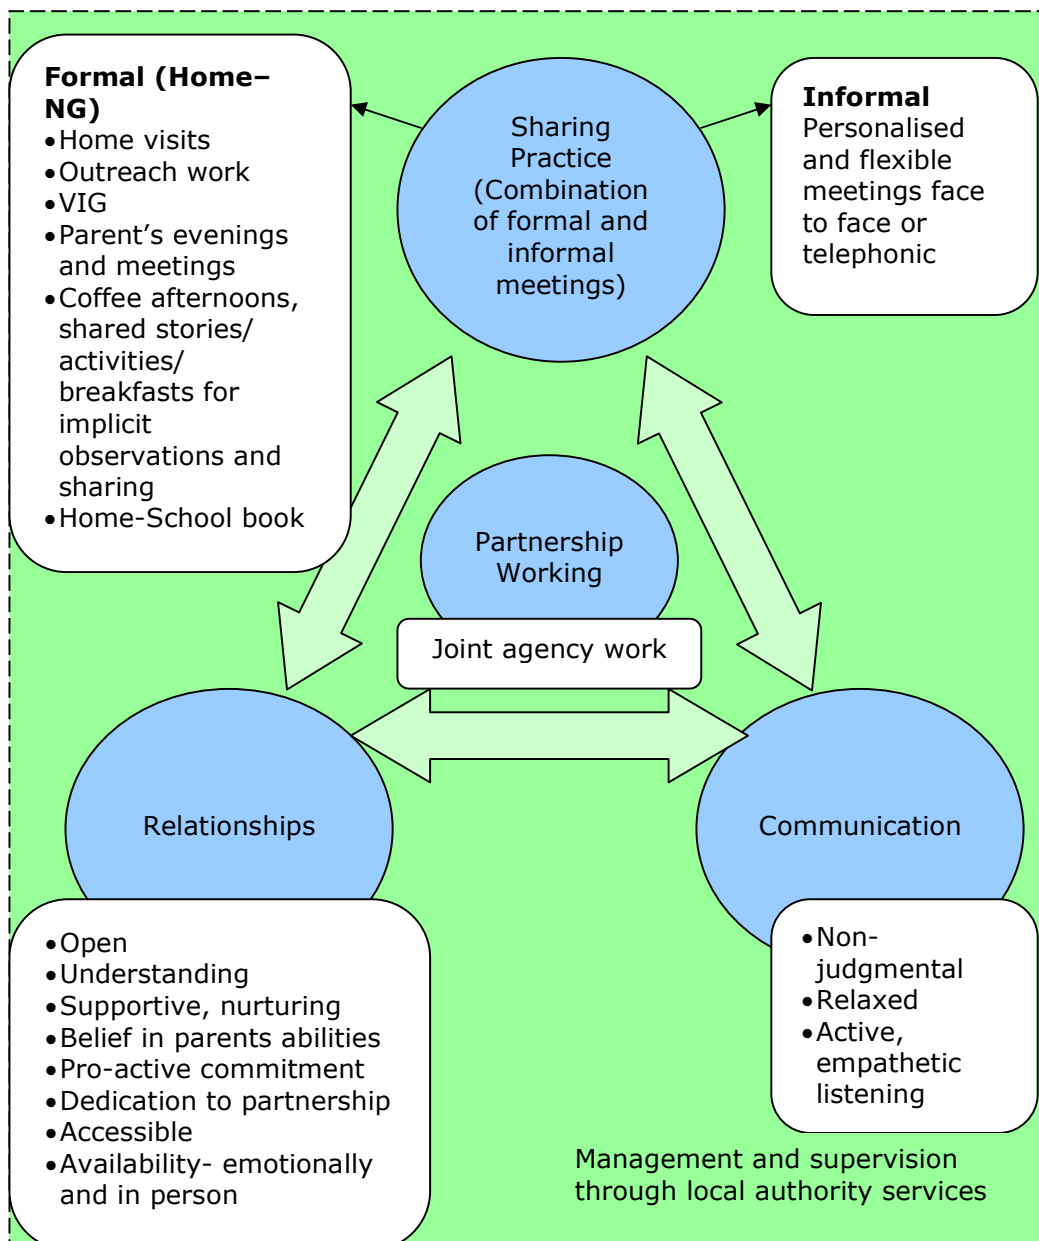 Formal (Home–
NG)
•Home visits
•Outreach work
•VIG
•Parent's evenings
and meetings
•Coffee afternoons,
shared stories/
activities/
breakfasts for
implicit
observations and
sharing
•Home-School book
Sharing
Practice
(Combination
of formal and
informal
meetings)
Informal
Personalised
and flexible
meetings face
to face or
telephonic
Partnership
Working
Joint agency work
Relationships
Communication
•Open
•Understanding
•Supportive, nurturing
•Belief in parents abilities
•Pro-active commitment
•Dedication to partnership
•Accessible
•Availability- emotionally
and in person
•Non-
judgmental
•Relaxed
•Active,
empathetic
listening
Management and supervision
through local authority services